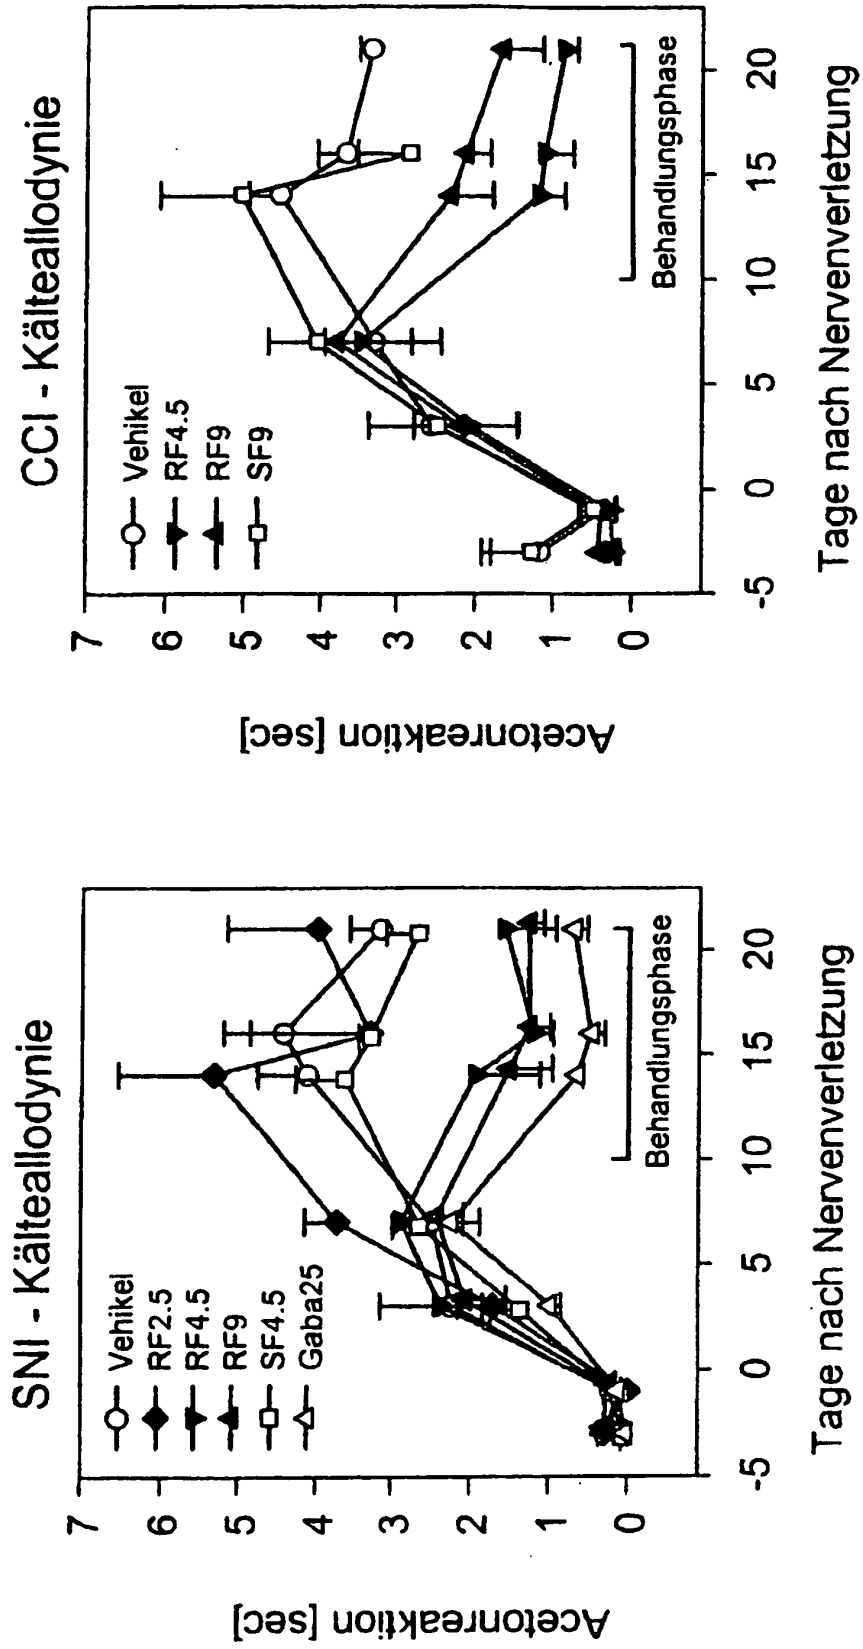 SNI - Kälteallodynie
Vehikel
RF2.5
RF4.5
RF9
SF4.5
Gaba25
Acetonreaktion [sec]
7
6
5
4
3
2
1
0
Behandlungsphase
-5
0
5
10
15
20
Tage nach Nervenverletzung
CCI - Kälteallodynie
Vehikel
RF4.5
RF9
SF9
Acetonreaktion [sec]
7
6
5
4
3
2
1
0
Behandlungsphase
-5
0
5
10
15
20
Tage nach Nervenverletzung